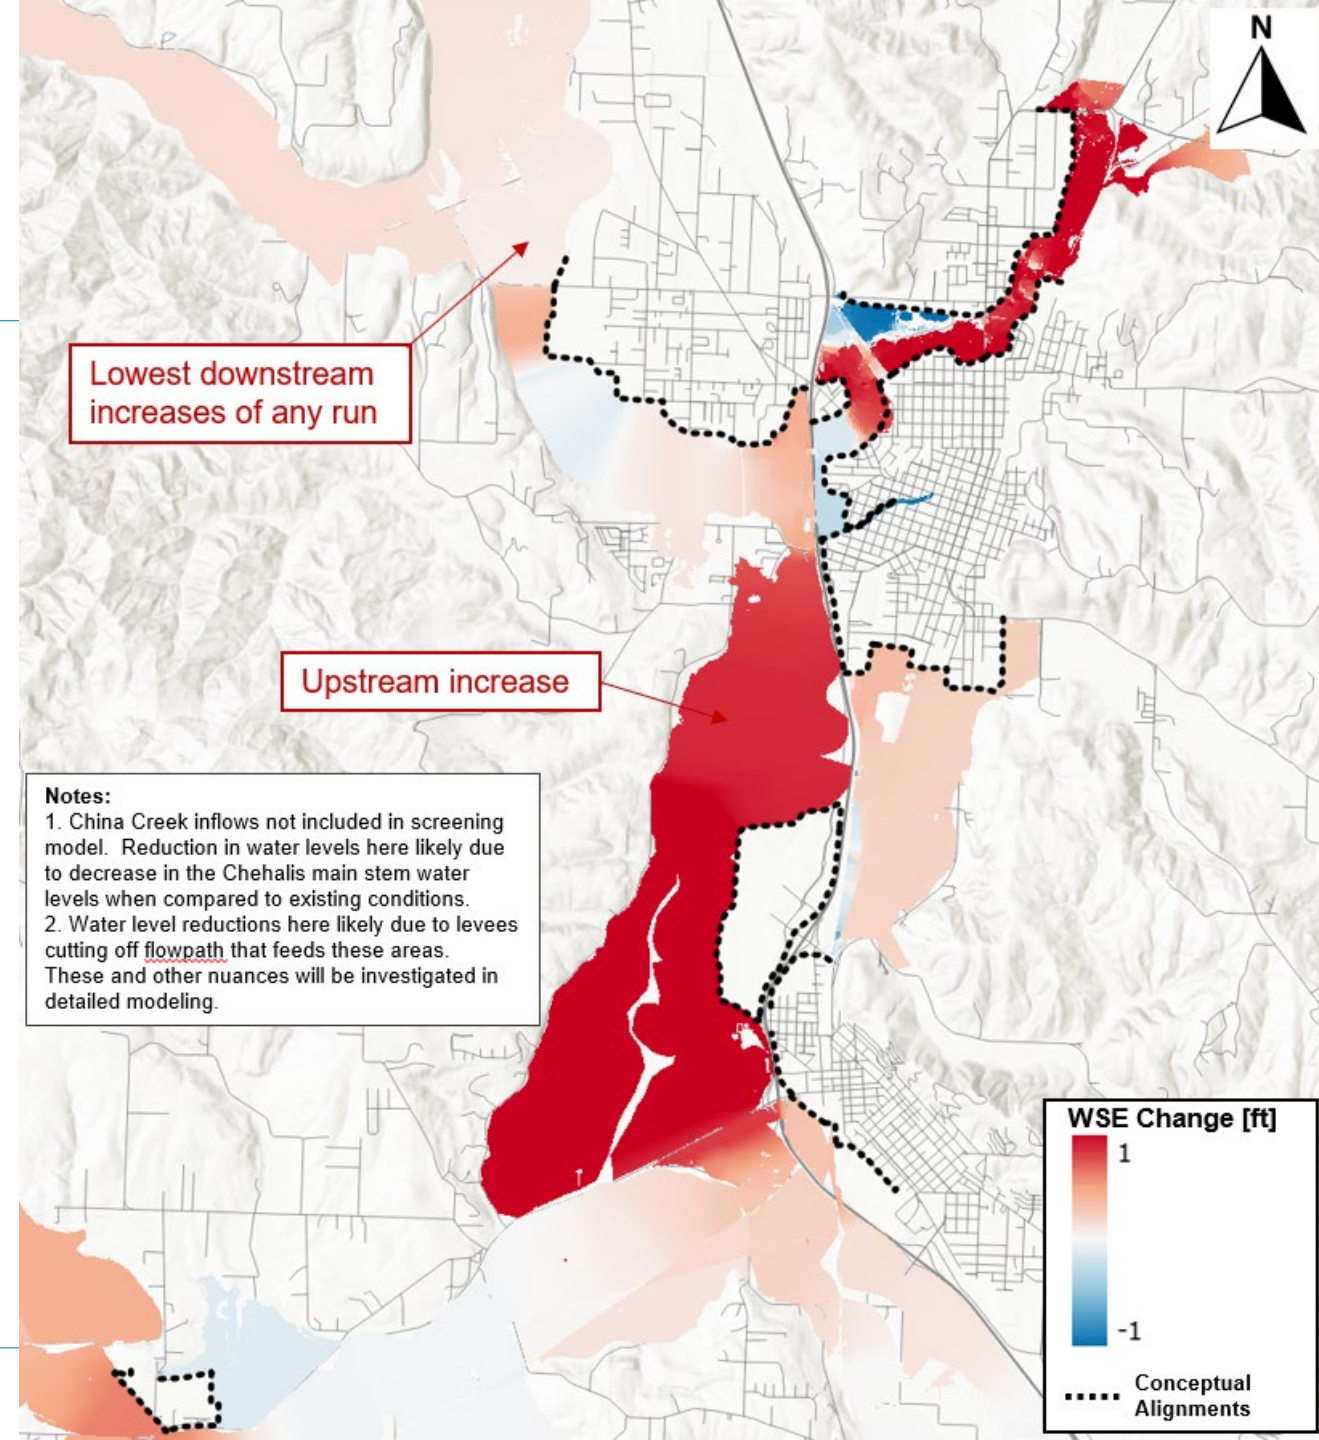 N
Lowest downstream
increases of any run
Upstream increase
Notes:
1. China Creek inflows not included in screening
model.  Reduction in water levels here likely due
to decrease in the Chehalis main stem water
levels when compared to existing conditions.
2. Water level reductions here likely due to levees
cutting off flowpath that feeds these areas.
These and other nuances will be investigated in
detailed modeling.
WSE Change [ft]
1
-1
Conceptual
Alignments